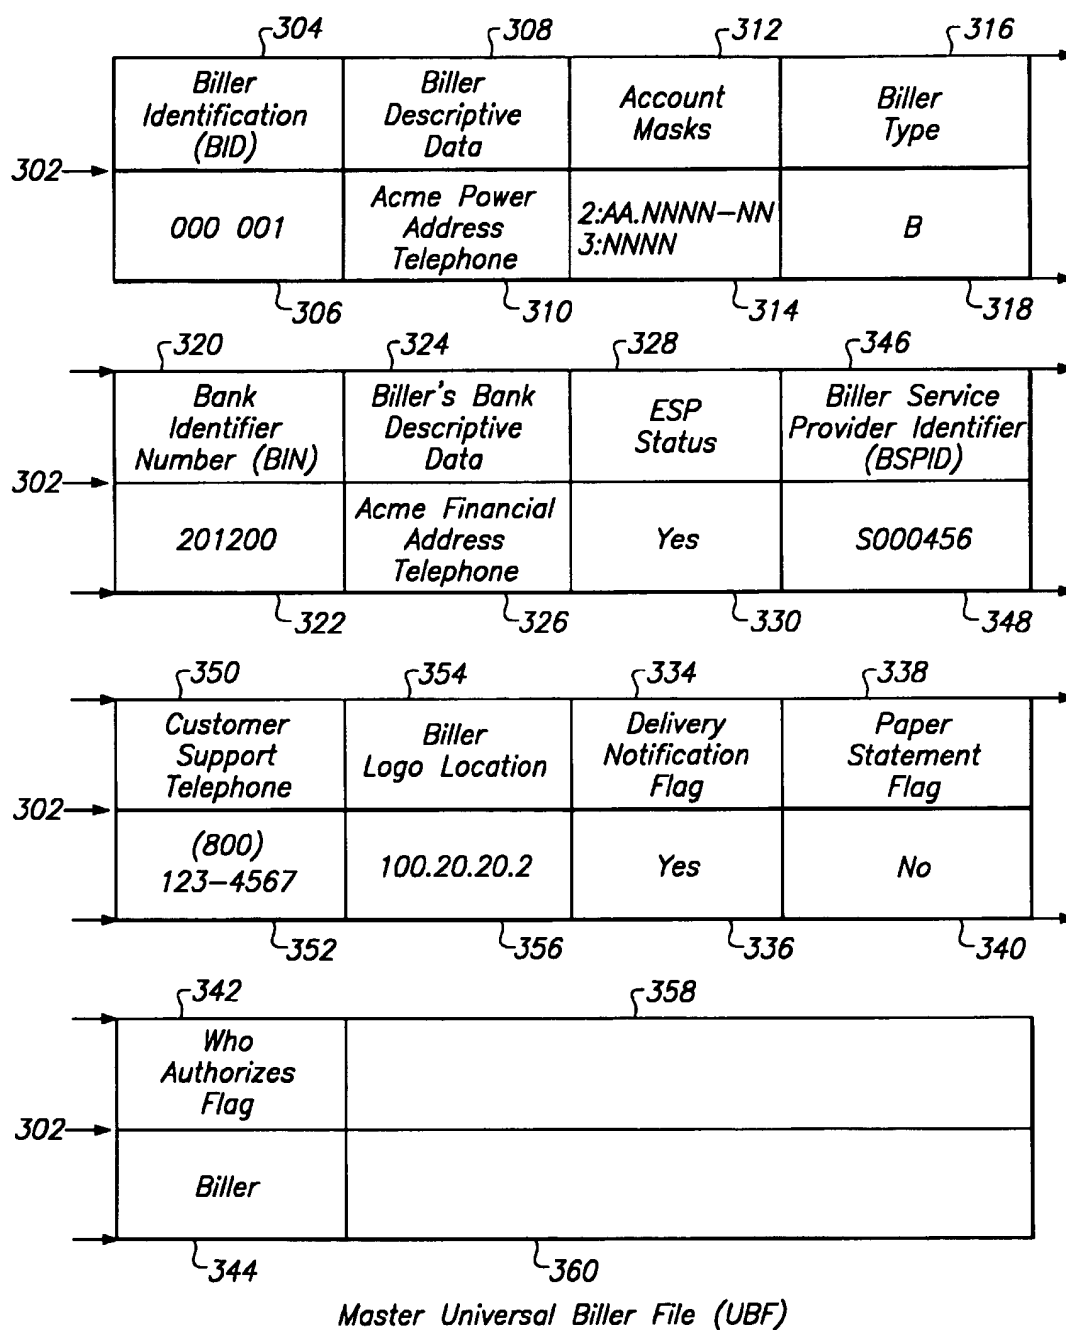 304 308 312 316
Biller Identification (BID)
Biller Descriptive Data
Account Masks
Biller Type
302
000 001
Acme Power Address Telephone
2:AA.NNNN-NN
3:NNNN
B
306 310 314 318
320 324 328 346
Bank Identifier Number (BIN)
Biller's Bank Descriptive Data
ESP Status
Biller Service Provider Identifier (BSPID)
302
201200
Acme Financial Address Telephone
Yes
S000456
322 326 330 348
350 354 334 338
Customer Support Telephone
Biller Logo Location
Delivery Notification Flag
Paper Statement Flag
302
(800) 123-4567
100.20.20.2
Yes
No
352 356 336 340
342 358
Who Authorizes Flag
302
Biller
344 360
Master Universal Biller File (UBF)